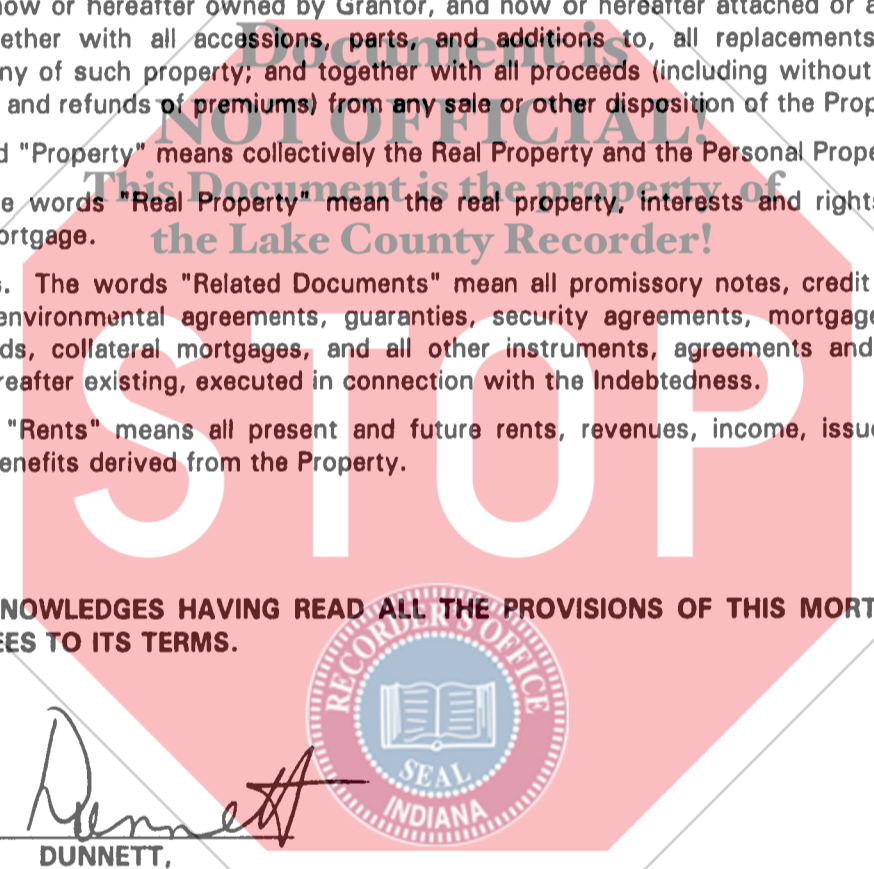 now or hereafter owned by Grantor, and now or hereafter attached or a
ether with all accessions, parts, and additions to, all replacements
ny of such property; and together with all proceeds (including without
and refunds of premiums) from any sale or other disposition of the Prop
Document is
NOT OFFICIAL!
This Document is the property of
the Lake County Recorder!
d "Property" means collectively the Real Property and the Personal Prope
e words "Real Property" mean the real property, interests and rights
ortgage.
s. The words "Related Documents" mean all promissory notes, credit
environmental agreements, guaranties, security agreements, mortgage
ds, collateral mortgages, and all other instruments, agreements and
reafter existing, executed in connection with the Indebtedness.
"Rents" means all present and future rents, revenues, income, issue
enefits derived from the Property.
STOP
NOWLEDGES HAVING READ ALL THE PROVISIONS OF THIS MORT
EES TO ITS TERMS.
RECORDER'S OFFICE
SEAL
INDIANA
Dunnett
DUNNETT,